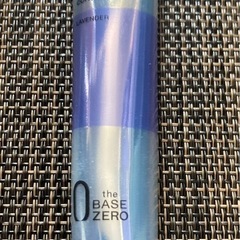 LAVENDER
0 the
BASE
ZERO